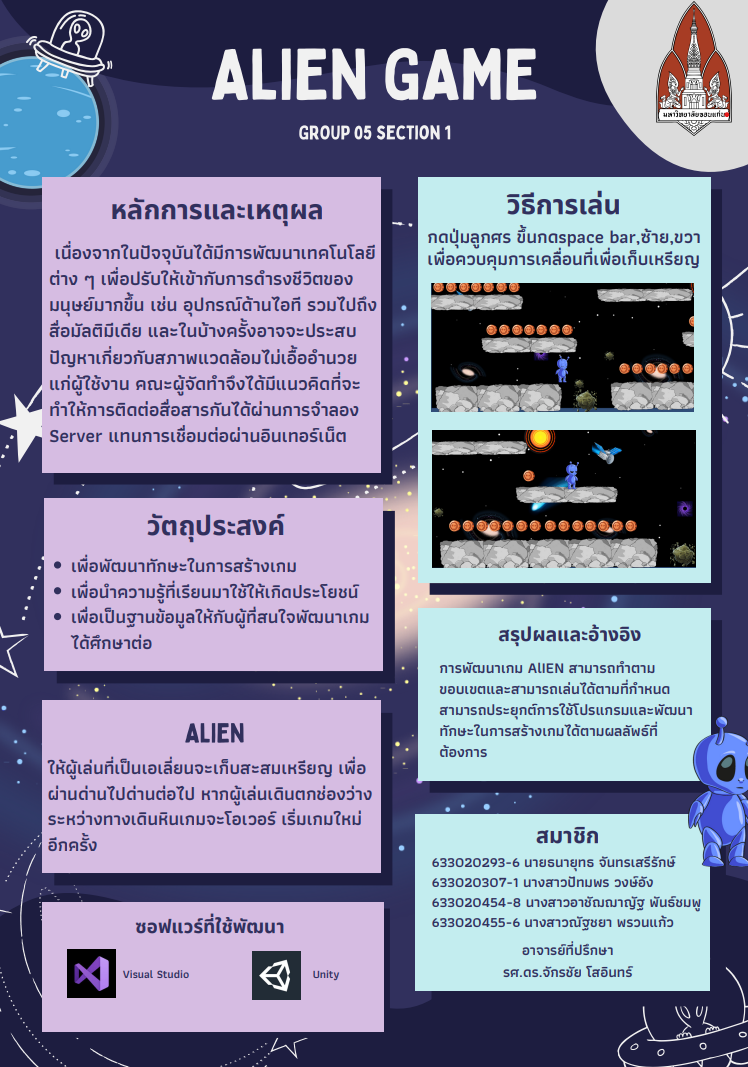 ALIEN GAME
GROUP 05 SECTION 1
มหาวิทยาลัยขอนแก่น
หลักการและเหตุผล
เนื่องจากในปัจจุบันได้มีการพัฒนาเทคโนโลยี
ต่าง ๆ เพื่อปรับให้เข้ากับการดำรงชีวิตของ
มนุษย์มากขึ้น เช่น อุปกรณ์ด้านไอที รวมไปถึง
สื่อมัลติมีเดีย และในบ้างครั้งอาจจะประสบ
ปัญหาเกี่ยวกับสภาพแวดล้อมไม่เอื้ออำนวย
แก่ผู้ใช้งาน คณะผู้จัดทำจึงได้มีแนวคิดที่จะ
ทำให้การติดต่อสื่อสารกันได้ผ่านการจำลอง
Server แทนการเชื่อมต่อผ่านอินเทอร์เน็ต
วัตถุประสงค์
• เพื่อพัฒนาทักษะในการสร้างเกม
• เพื่อนำความรู้ที่เรียนมาใช้ให้เกิดประโยชน์
• เพื่อเป็นฐานข้อมูลให้กับผู้ที่สนใจพัฒนาเกม
ได้ศึกษาต่อ
ALIEN
ให้ผู้เล่นที่เป็นเอเลี่ยนจะเก็บสะสมเหรียญ เพื่อ
ผ่านด่านไปด่านต่อไป หากผู้เล่นเดินตกช่องว่าง
ระหว่างทางเดินหินเกมจะโอเวอร์ เริ่มเกมใหม่
อีกครั้ง
ซอฟแวร์ที่ใช้พัฒนา
Visual Studio
Unity
วิธีการเล่น
กดปุ่มลูกศร ขึ้นกดspace bar,ซ้าย,ขวา
เพื่อควบคุมการเคลื่อนที่เพื่อเก็บเหรียญ
สรุปผลและอ้างอิง
การพัฒนาเกม AlIEN สามารถทำตาม
ขอบเขตและสามารถเล่นได้ตามที่กำหนด
สามารถประยุกต์การใช้โปรแกรมและพัฒนา
ทักษะในการสร้างเกมได้ตามผลลัพธ์ที่
ต้องการ
สมาชิก
633020293-6 นายธนายุทธ จันทรเสรีรักษ์
633020307-1 นางสาวปัทมพร วงษ์อัง
633020454-8 นางสาวอาชัณฌาณัฐ พันธ์ชมพู
633020455-6 นางสาวณัฐชยา พรวนแก้ว
อาจารย์ที่ปรึกษา
รศ.ดร.จักรชัย โสอินทร์